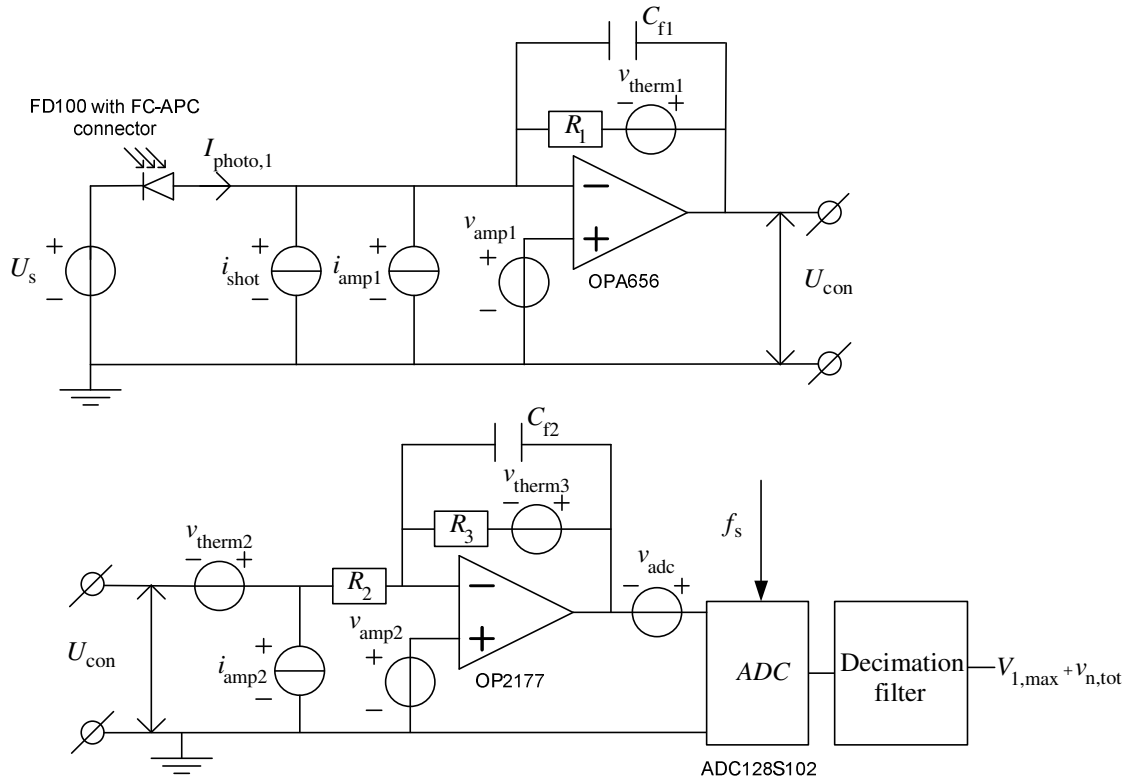 C_f1
v_therm1
− +
FD100 with FC-APC
connector
R_1
I_photo,1
−
v_amp1
+
+
U_s
−
+
i_shot
−
+
i_amp1
−
+
−
OPA656
U_con
C_f2
v_therm3
− +
R_3
f_s
v_therm2
− +
R_2
−
v_adc
− +
U_con
v_amp2
+
+
i_amp2
−
+
−
OP2177
ADC
Decimation
filter
V_1,max + v_n,tot
ADC128S102